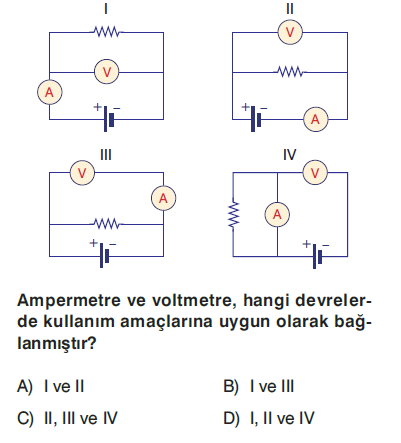 I II
V
V
A
+ − + −
A
III IV
V V
A
A
+ − + −
Ampermetre ve voltmetre, hangi devreler-
de kullanım amaçlarına uygun olarak bağ-
lanmıştır?
A) I ve II B) I ve III
C) II, III ve IV D) I, II ve IV